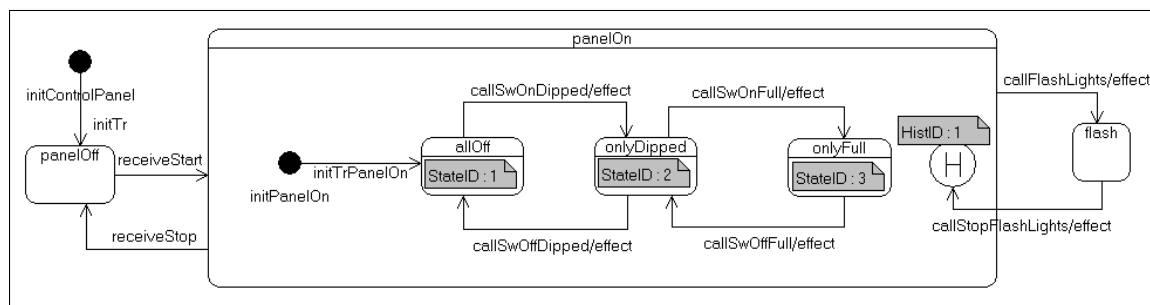 panelOn
callSwOnDipped/effect
callSwOnFull/effect
callFlashLights/effect
initControlPanel
initTr
panelOff
receiveStart
receiveStop
initPanelOn
initTrPanelOn
allOff
StateID : 1
onlyDipped
StateID : 2
onlyFull
StateID : 3
HistID : 1
H
flash
callSwOffDipped/effect
callSwOffFull/effect
callStopFlashLights/effect